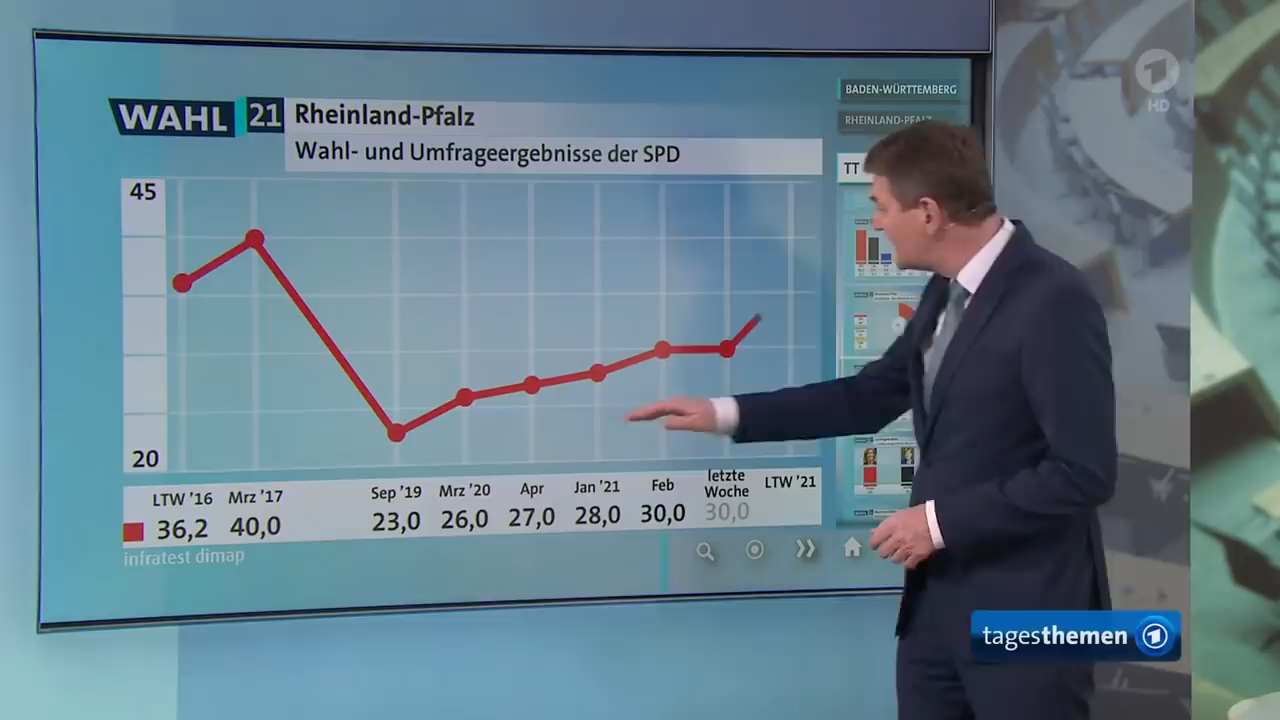 1
HD
BADEN-WÜRTTEMBERG
WAHL 21 Rheinland-Pfalz
RHEINLAND-PFALZ
Wahl- und Umfrageergebnisse der SPD
TT
45
20
LTW '16 Mrz '17 Sep '19 Mrz '20 Apr Jan '21 Feb letzte Woche LTW '21
36,2 40,0 23,0 26,0 27,0 28,0 30,0 30,0
infratest dimap
tagesthemen 1